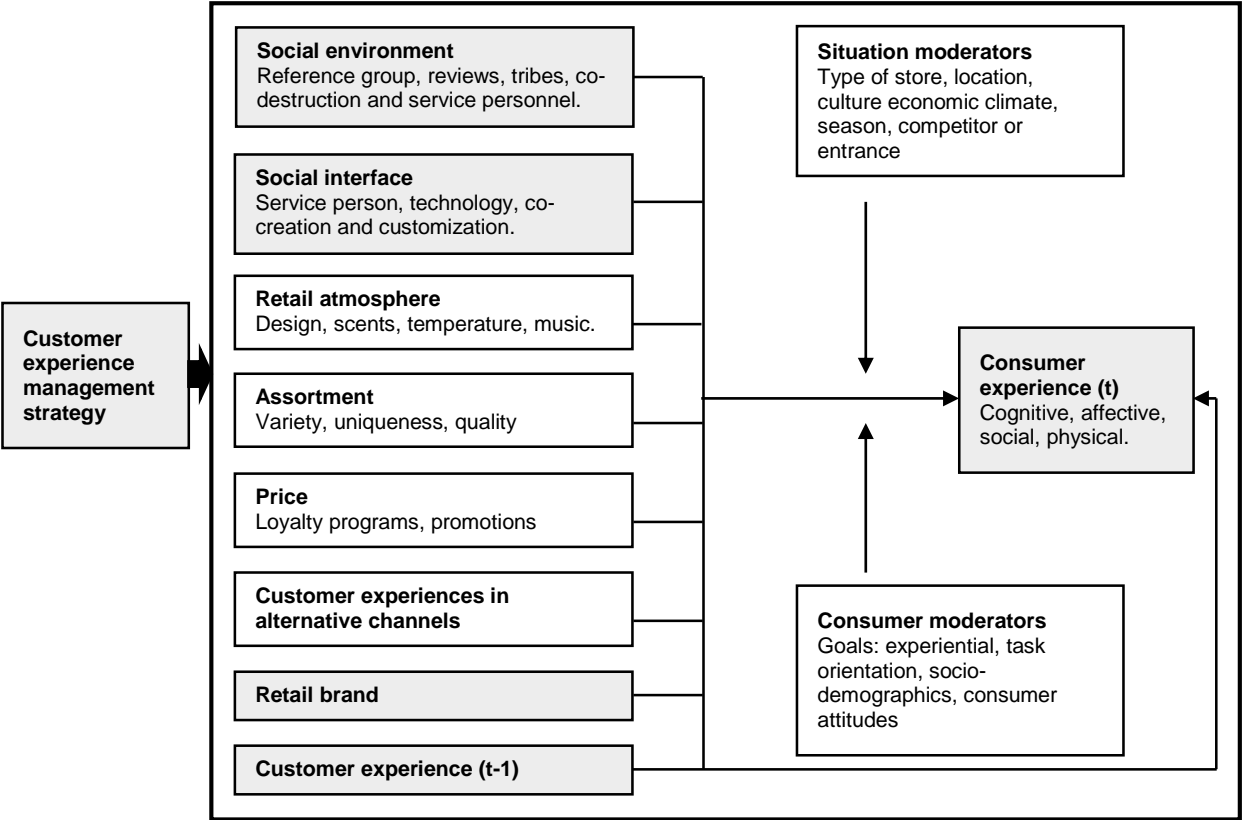 Customer
experience
management
strategy
Social environment
Reference group, reviews, tribes, co-
destruction and service personnel.
Social interface
Service person, technology, co-
creation and customization.
Retail atmosphere
Design, scents, temperature, music.
Assortment
Variety, uniqueness, quality
Price
Loyalty programs, promotions
Customer experiences in
alternative channels
Retail brand
Customer experience (t-1)
Situation moderators
Type of store, location,
culture economic climate,
season, competitor or
entrance
Consumer
experience (t)
Cognitive, affective,
social, physical.
Consumer moderators
Goals: experiential, task
orientation, socio-
demographics, consumer
attitudes